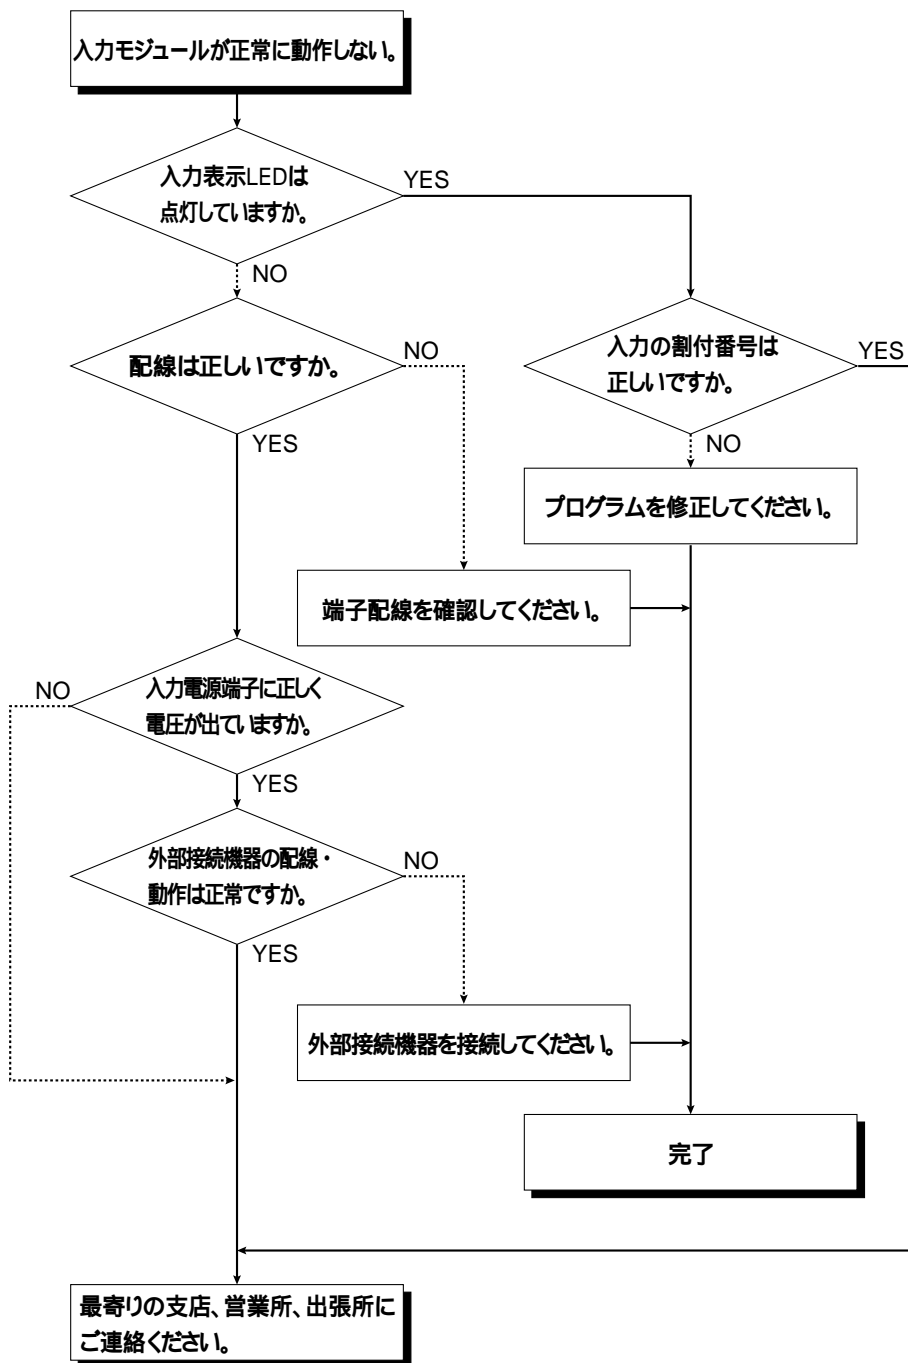 入力モジュールが正常に動作しない。
入力表示LEDは
点灯していますか。
YES
NO
配線は正しいですか。
NO
YES
入力の割付番号は
正しいですか。
YES
NO
プログラムを修正してください。
端子配線を確認してください。
入力電源端子に正しく
電圧が出ていますか。
NO
YES
外部接続機器の配線・
動作は正常ですか。
NO
YES
外部接続機器を接続してください。
完了
最寄りの支店、営業所、出張所に
ご連絡ください。